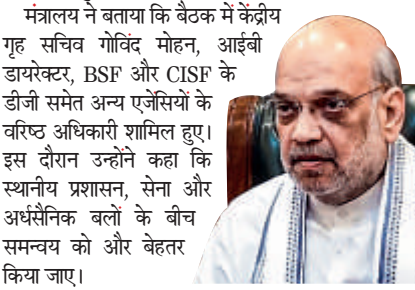 मंत्रालय ने बताया कि बैठक में केंद्रीय
गृह सचिव गोविंद मोहन, आईबी
डायरेक्टर, BSF और CISF के
डीजी समेत अन्य एजेंसियों के
वरिष्ठ अधिकारी शामिल हुए।
इस दौरान उन्होंने कहा कि
स्थानीय प्रशासन, सेना और
अर्धसैनिक बलों के बीच
समन्वय को और बेहतर
किया जाए।